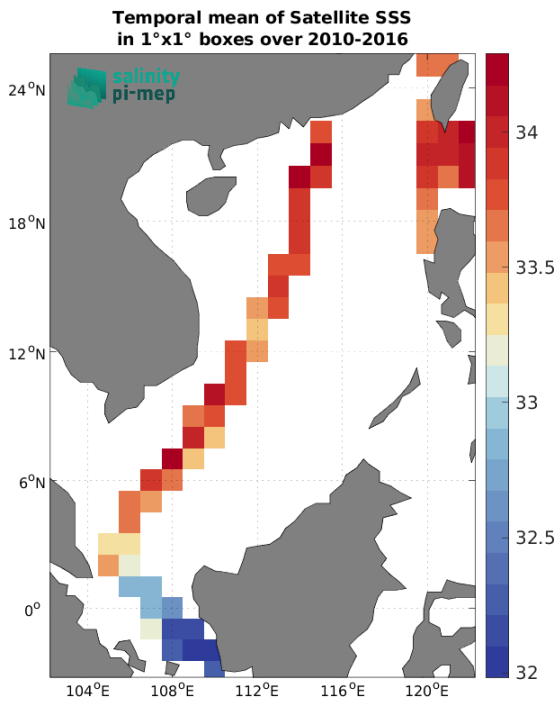 Temporal mean of Satellite SSS
in 1°x1° boxes over 2010-2016
salinity
pi-mep
24°N
18°N
12°N
6°N
0°
104°E
108°E
112°E
116°E
120°E
34
33.5
33
32.5
32